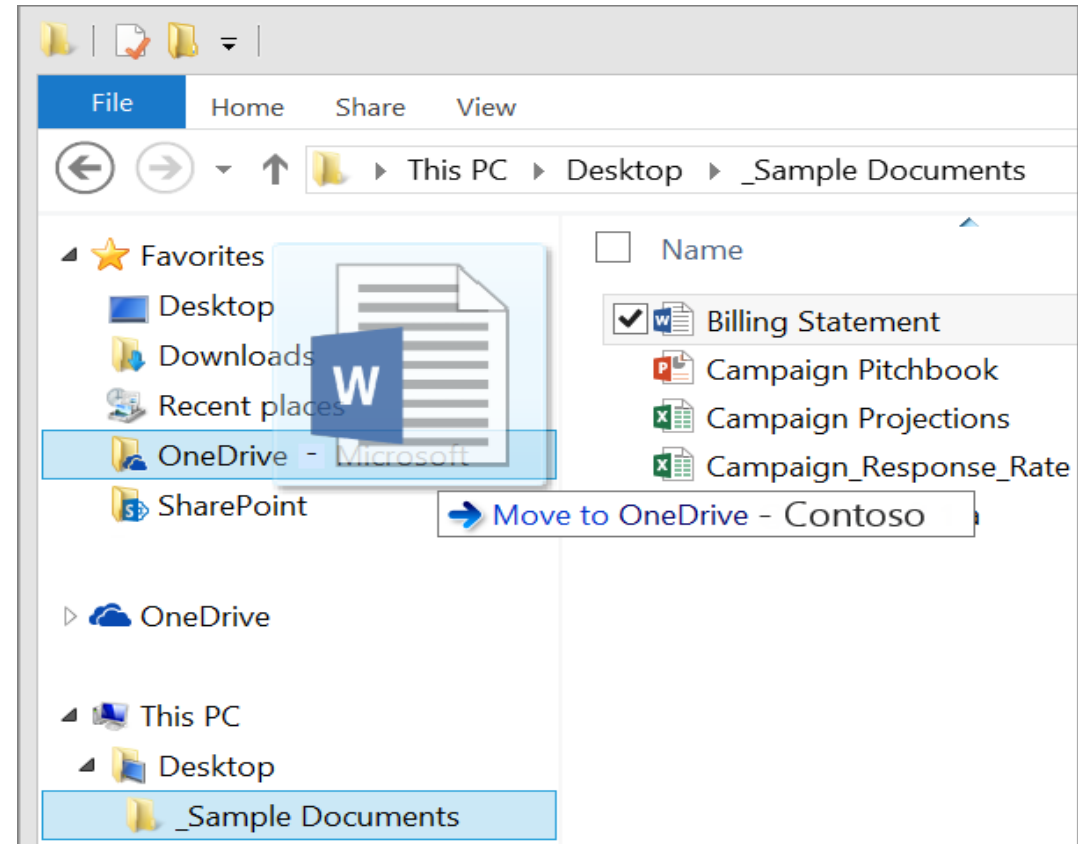 File Home Share View
This PC Desktop _Sample Documents
Favorites
Desktop
Downloads
Recent places
OneDrive - Microsoft
SharePoint
OneDrive
This PC
Desktop
_Sample Documents
Name
Billing Statement
Campaign Pitchbook
Campaign Projections
Campaign_Response_Rate
W
Move to OneDrive - Contoso